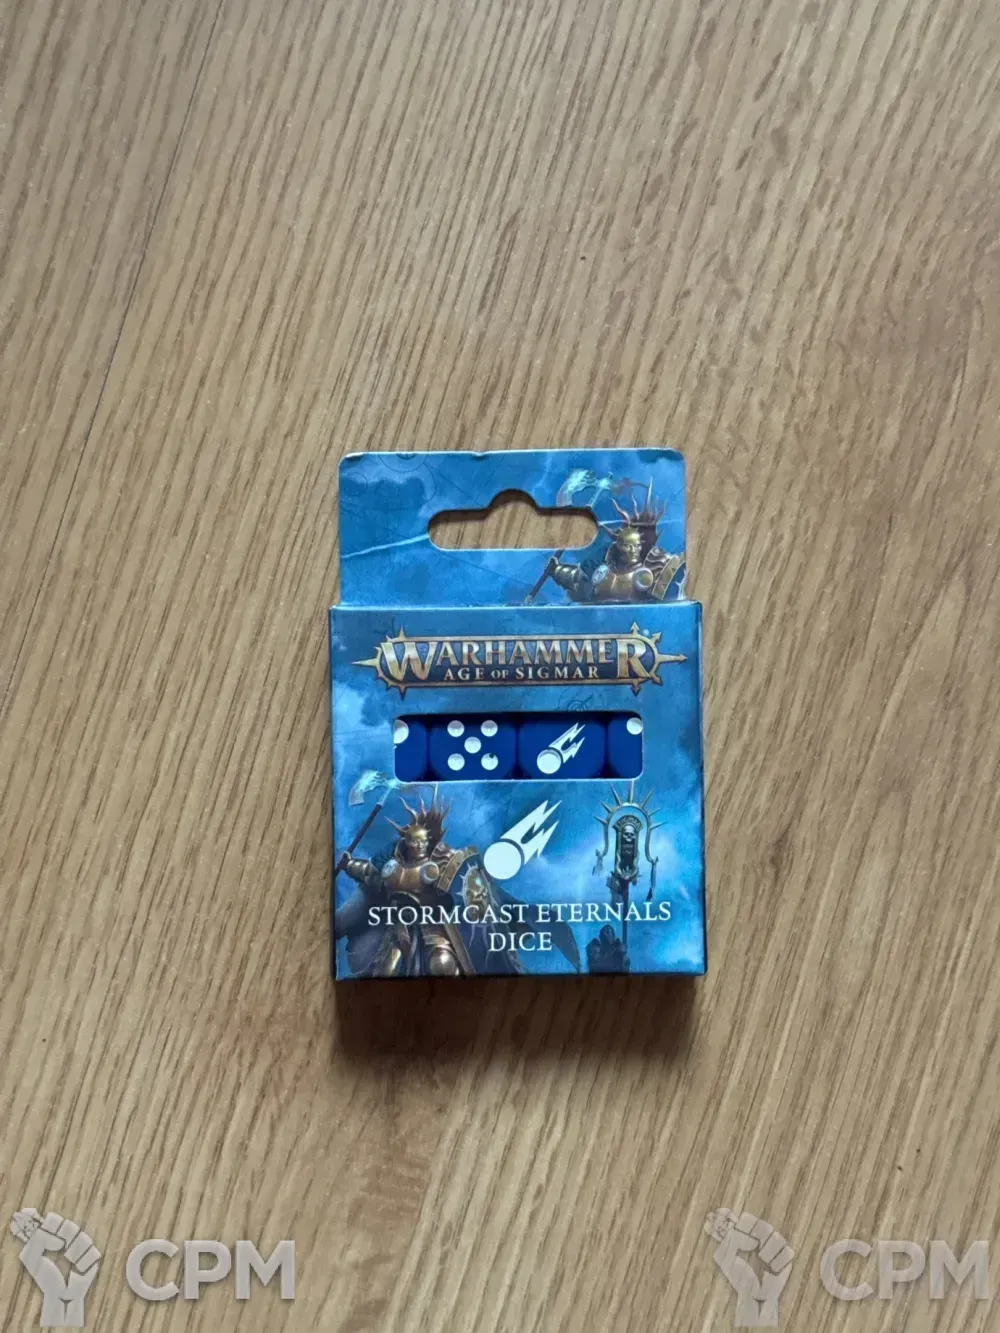 WARHAMMER
AGE OF SIGMAR
STORMCAST ETERNALS
DICE
CPM CPM